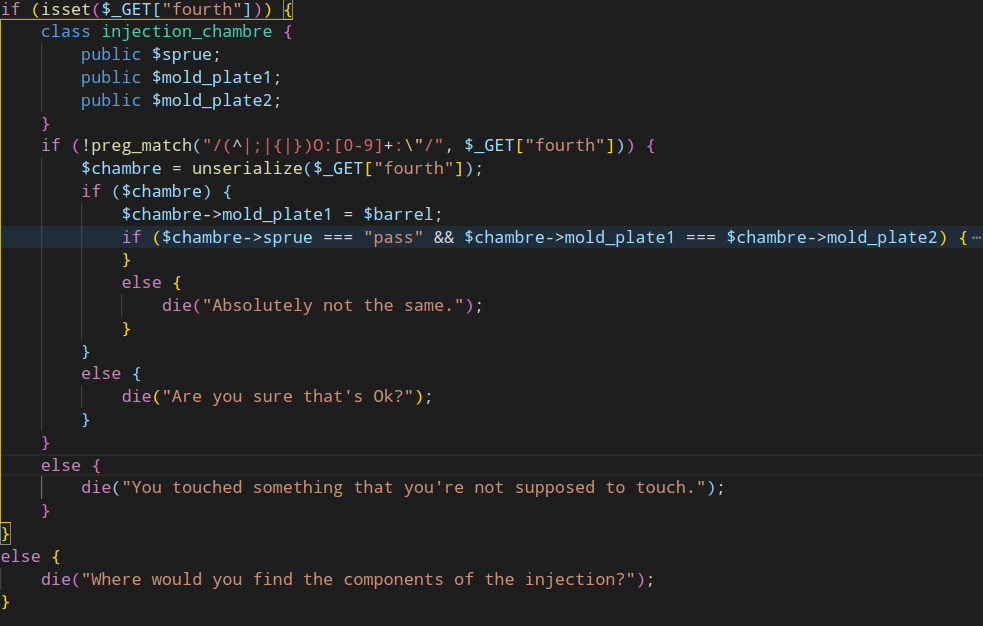 if (isset($_GET["fourth"])) {
    class injection_chambre {
        public $sprue;
        public $mold_plate1;
        public $mold_plate2;
    }
    if (!preg_match("/(^|;|{|})O:[0-9]+:\"/", $_GET["fourth"])) {
        $chambre = unserialize($_GET["fourth"]);
        if ($chambre) {
            $chambre->mold_plate1 = $barrel;
            if ($chambre->sprue === "pass" && $chambre->mold_plate1 === $chambre->mold_plate2) {⋯
            }
            else {
                die("Absolutely not the same.");
            }
        }
        else {
            die("Are you sure that's Ok?");
        }
    }
    else {
        die("You touched something that you're not supposed to touch.");
    }
}
else {
    die("Where would you find the components of the injection?");
}